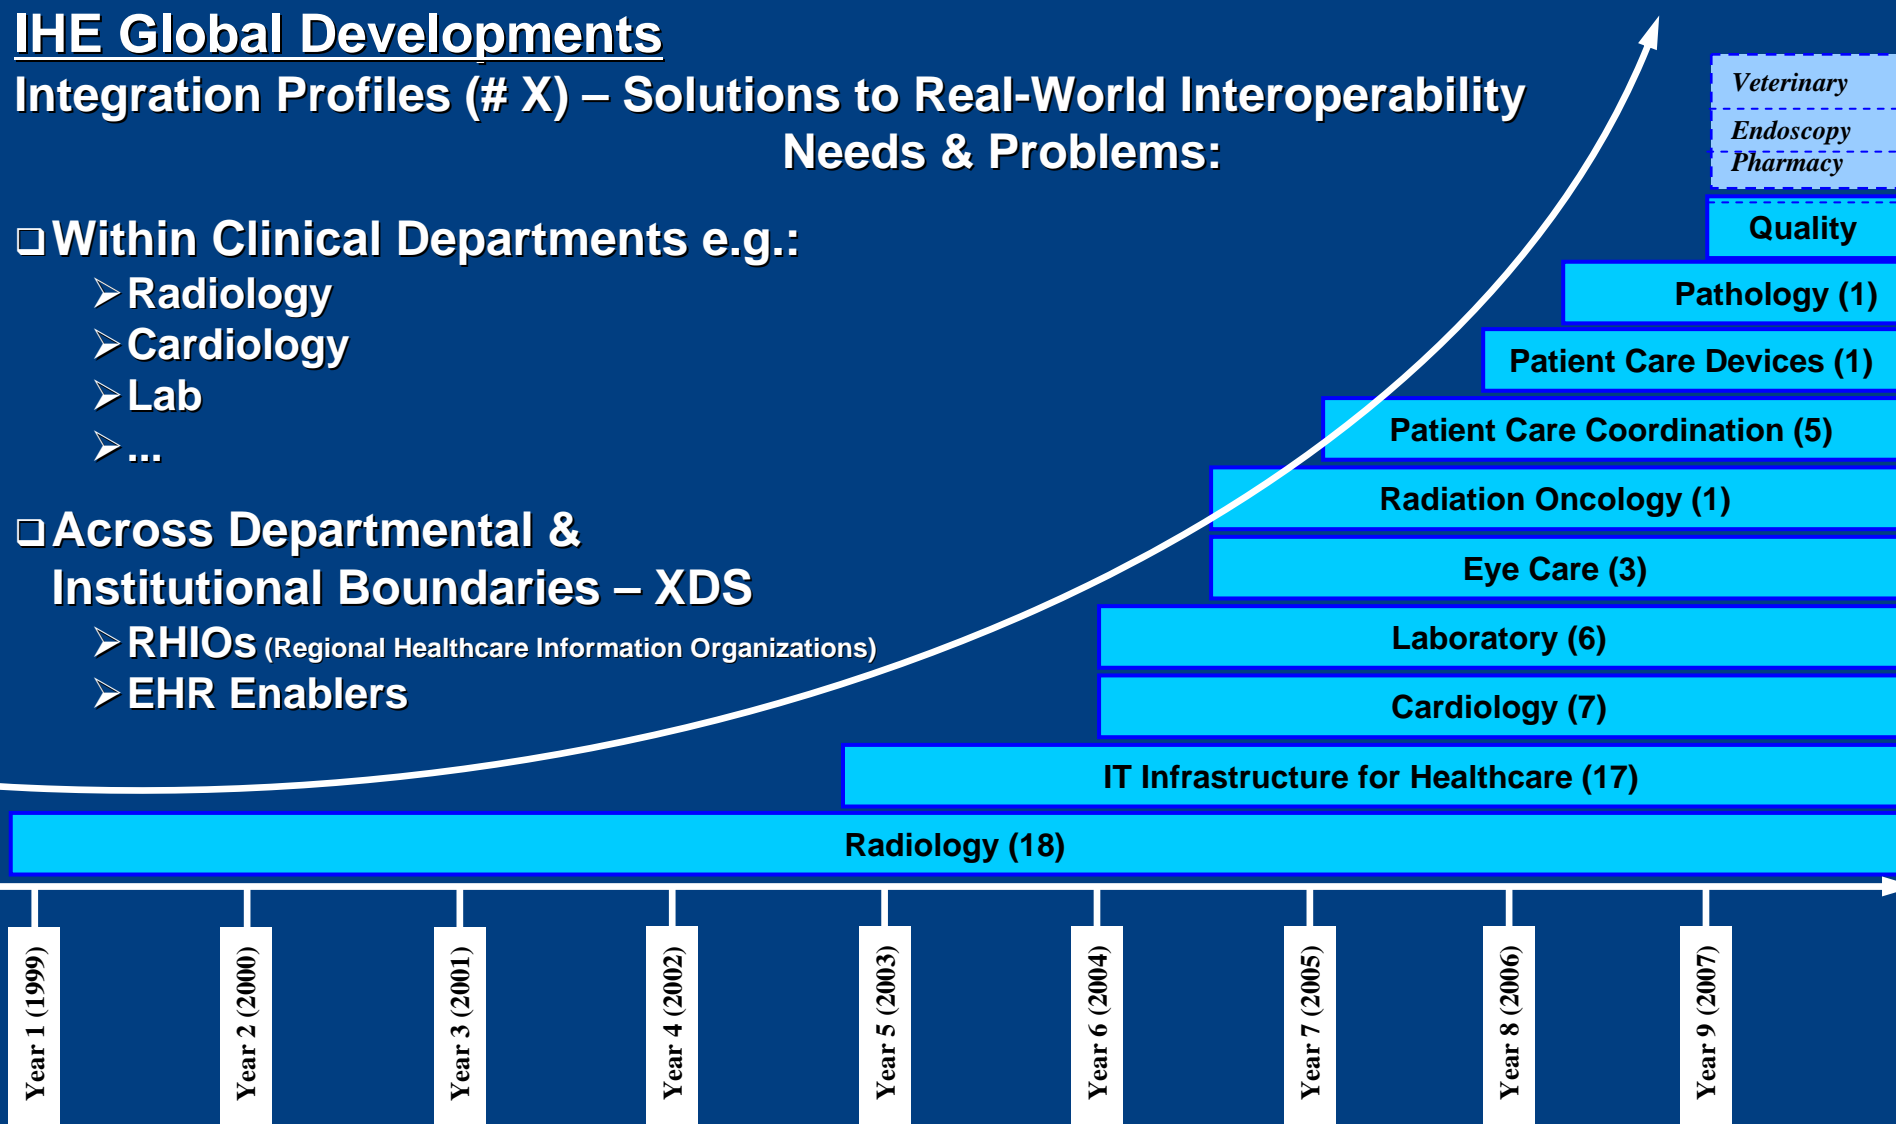 IHE Global Developments
Integration Profiles (# X) – Solutions to Real-World Interoperability
Needs & Problems:
❑Within Clinical Departments e.g.:
➢Radiology
➢Cardiology
➢Lab
➢...
❑Across Departmental &
Institutional Boundaries – XDS
➢RHIOs (Regional Healthcare Information Organizations)
➢EHR Enablers
Veterinary
Endoscopy
Pharmacy
Quality
Pathology (1)
Patient Care Devices (1)
Patient Care Coordination (5)
Radiation Oncology (1)
Eye Care (3)
Laboratory (6)
Cardiology (7)
IT Infrastructure for Healthcare (17)
Radiology (18)
Year 1 (1999)
Year 2 (2000)
Year 3 (2001)
Year 4 (2002)
Year 5 (2003)
Year 6 (2004)
Year 7 (2005)
Year 8 (2006)
Year 9 (2007)